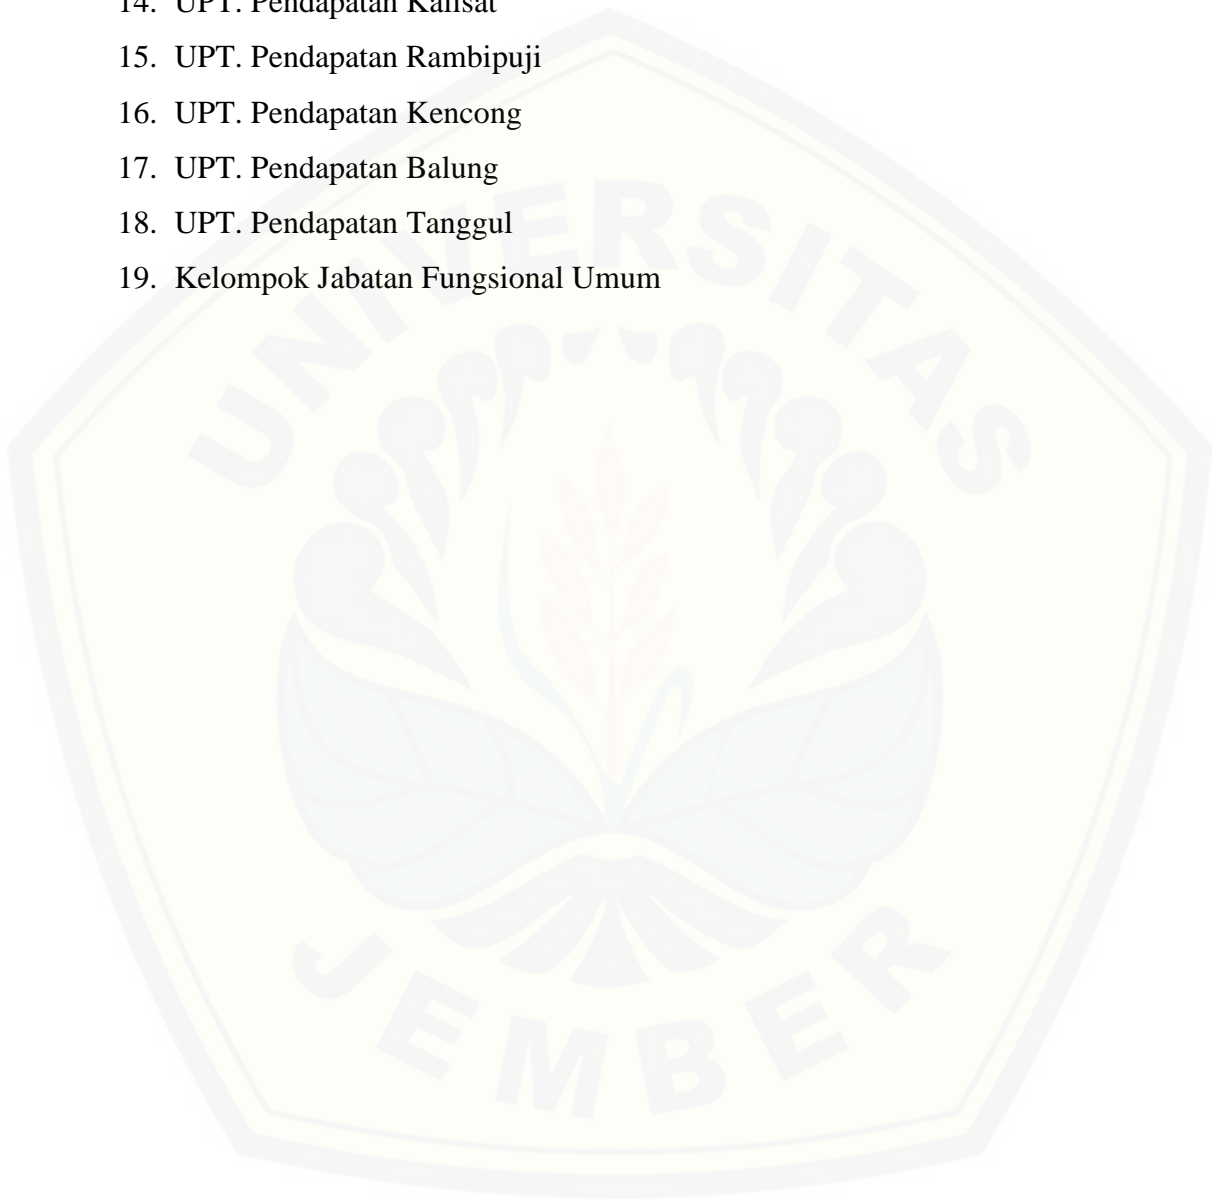 14. UPT. Pendapatan Kalisat
15. UPT. Pendapatan Rambipuji
16. UPT. Pendapatan Kencong
17. UPT. Pendapatan Balung
18. UPT. Pendapatan Tanggul
19. Kelompok Jabatan Fungsional Umum
UNIVERSITAS
JEMBER